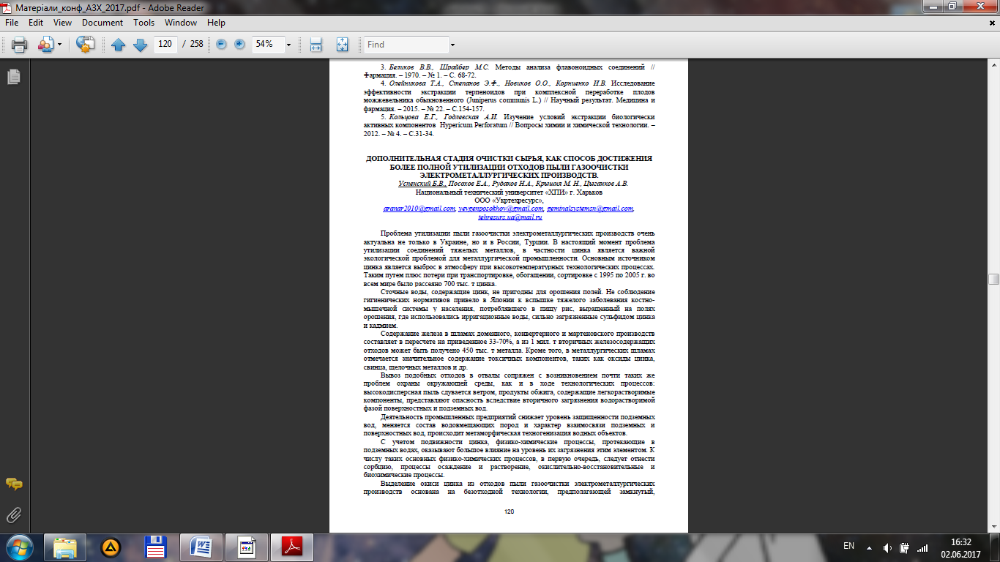 Матеріали_конф_АЗХ_2017.pdf - Adobe Reader
File Edit View Document Tools Window Help
120 / 258 54% Find
3. Беликов В.В., Шрайбер М.С. Методы анализа флавоноидных соединений //
Фармация. – 1970. – № 1. – С. 68-72.
4. Олейникова Т.А., Степанов Э.Ф., Новиков О.О., Корниенко И.В. Исследование
эффективности экстракции терпеноидов при комплексной переработке плодов
можжевельника обыкновенного (Juniperus communis L.) // Научный результат. Медицина и
фармация. – 2015. – № 22. – С.154-157.
5. Кольцова Е.Г., Годлевская А.И. Изучение условий экстракции биологически
активных компонентов Hypericum Perforatum // Вопросы химии и химической технологии. –
2012. – № 4. – С.31-34.
ДОПОЛНИТЕЛЬНАЯ СТАДИЯ ОЧИСТКИ СЫРЬЯ, КАК СПОСОБ ДОСТИЖЕНИЯ
БОЛЕЕ ПОЛНОЙ УТИЛИЗАЦИИ ОТХОДОВ ПЫЛИ ГАЗООЧИСТКИ
ЭЛЕКТРОМЕТАЛЛУРГИЧЕСКИХ ПРОИЗВОДСТВ.
Успенский Б.В., Посохов Е.А., Рудаков Н.А., Крышня М. Н., Цыганков А.В.
Национальный технический университет «ХПИ» г. Харьков
ООО «Укртехресурс»,
aranar2010@gmail.com, yevgenposokhov@gmail.com, geminalsystemsn@gmail.com,
tehresurs.ua@mail.ru
Проблема утилизации пыли газоочистки электрометаллургических производств очень
актуальна не только в Украине, но и в России, Турции. В настоящий момент проблема
утилизации соединений тяжелых металлов, в частности цинка является важной
экологической проблемой для металлургической промышленности. Основным источником
цинка является выброс в атмосферу при высокотемпературных технологических процессах.
Таким путем плюс потери при транспортировке, обогащении, сортировке с 1995 по 2005 г. во
всем мире было рассеяно 700 тыс. т цинка.
Сточные воды, содержащие цинк, не пригодны для орошения полей. Не соблюдение
гигиенических нормативов привело в Японии к вспышке тяжелого заболевания костно-
мышечной системы у населения, потреблявшего в пищу рис, выращенный на полях
орошения, где использовались ирригационные воды, сильно загрязненные сульфидом цинка
и кадмием.
Содержание железа в шламах доменного, конвертерного и мартеновского производств
составляет в пересчете на приведенное 33-70%, а из 1 мил. т вторичных железосодержащих
отходов может быть получено 450 тыс. т металла. Кроме того, в металлургических шламах
отмечается значительное содержание токсичных компонентов, таких как оксиды цинка,
свинца, щелочных металлов и др.
Вывоз подобных отходов в отвалы сопряжен с возникновением почти таких же
проблем охраны окружающей среды, как и в ходе технологических процессов:
высокодисперсная пыль сдувается ветром, продукты обжига, содержащие легкорастворимые
компоненты, представляют опасность вследствие вторичного загрязнения водорастворимой
фазой поверхностных и подземных вод.
Деятельность промышленных предприятий снижает уровень защищенности подземных
вод, меняется состав водовмещающих пород и характер взаимосвязи подземных и
поверхностных вод, происходит метаморфическая техногенизация водных объектов.
С учетом подвижности цинка, физико-химические процессы, протекающие в
подземных водах, оказывают большое влияние на уровень их загрязнения этим элементом. К
числу таких основных физико-химических процессов, в первую очередь, следует отнести
сорбцию, процессы осаждение и растворение, окислительно-восстановительные и
биохимические процессы.
Выделение окиси цинка из отходов пыли газоочистки электрометаллургических
производств основана на безотходной технологии, предполагающей замкнутый,
120
EN 16:32
02.06.2017